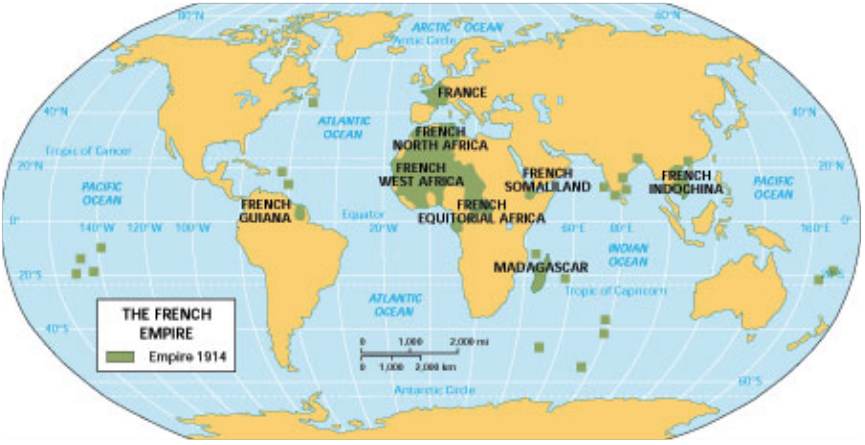 80°N
60°N
ARCTIC OCEAN
Arctic Circle
FRANCE
40°N
40°N
ATLANTIC
OCEAN
FRENCH
NORTH AFRICA
Tropic of Cancer
20°N
20°N
FRENCH
WEST AFRICA
FRENCH
SOMALILAND
FRENCH
INDOCHINA
PACIFIC
OCEAN
PACIFIC
OCEAN
FRENCH
GUIANA
Equator
FRENCH
EQUITORIAL AFRICA
0°
0°
140°W
120°W
100°W
20°W
60°E
80°E
160°E
INDIAN
OCEAN
MADAGASCAR
20°S
20°S
Tropic of Capricorn
ATLANTIC
OCEAN
THE FRENCH
EMPIRE
Empire 1914
40°S
0 1,000 2,000 mi
0 1,000 2,000 km
60°S
Antarctic Circle